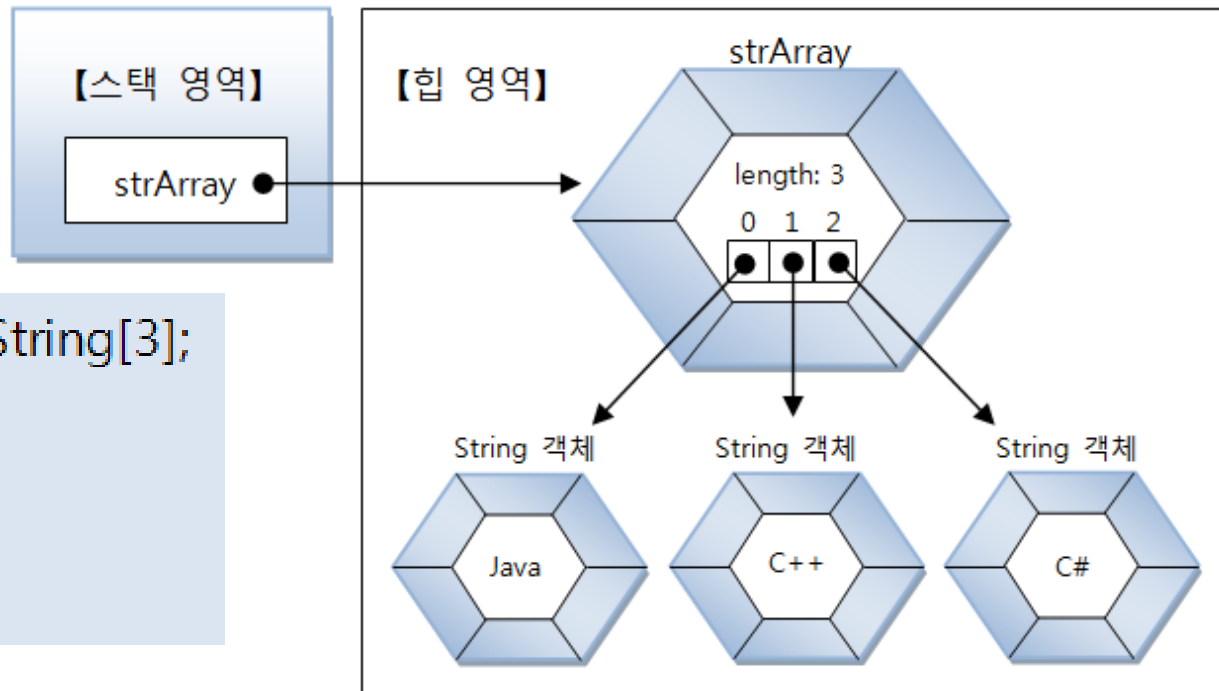 【스택 영역】
strArray
String[3];
【힙 영역】
strArray
length: 3
0 1 2
String 객체
String 객체
String 객체
Java
C++
C#